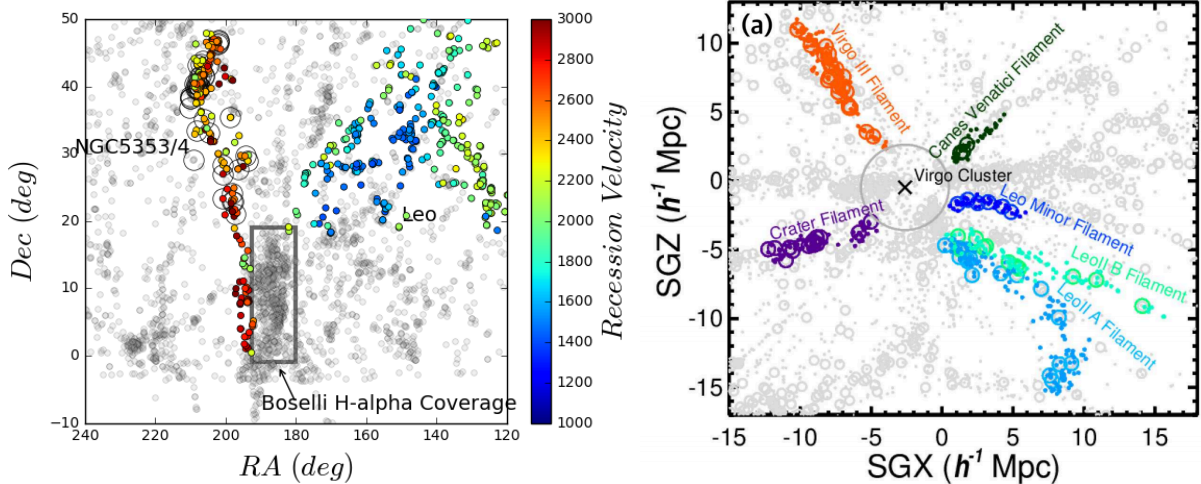 50
40
30
20
10
0
−10
240
220
200
180
160
140
120
Dec (deg)
RA (deg)
NGC5353/4
Leo
Boselli H-alpha Coverage
3000
2800
2600
2400
2200
2000
1800
1600
1400
1200
1000
Recession Velocity
(a)
10
5
0
-5
-10
-15
-15
-10
-5
0
5
10
15
SGZ (h⁻¹ Mpc)
SGX (h⁻¹ Mpc)
Virgo III Filament
Canes Venatici Filament
Virgo Cluster
Leo Minor Filament
Crater Filament
LeoII B Filament
LeoII A Filament